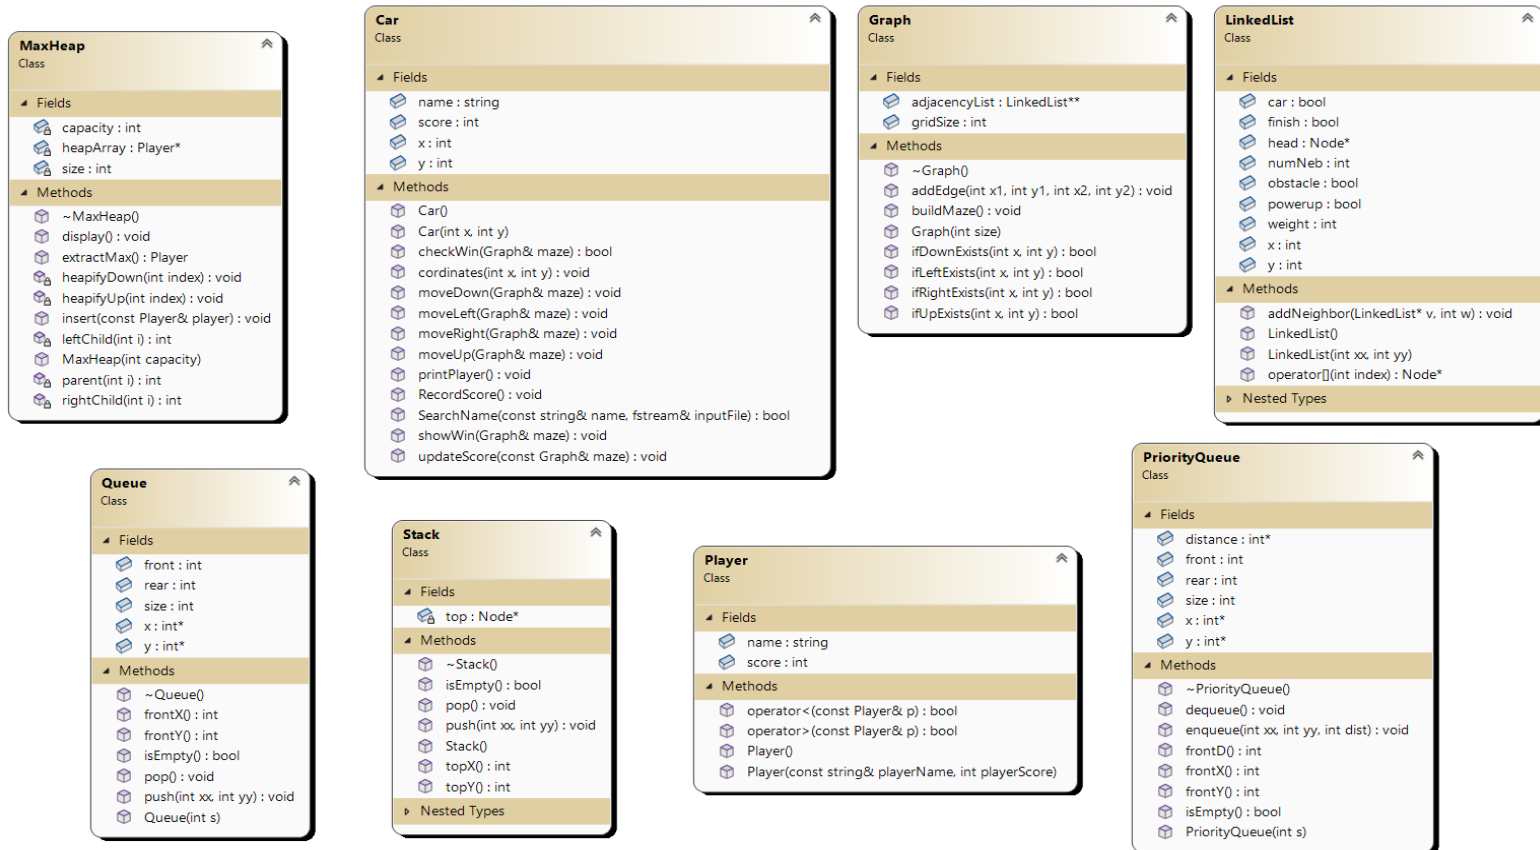 MaxHeap
Class
Fields
capacity : int
heapArray : Player*
size : int
Methods
~MaxHeap()
display() : void
extractMax() : Player
heapifyDown(int index) : void
heapifyUp(int index) : void
insert(const Player& player) : void
leftChild(int i) : int
MaxHeap(int capacity)
parent(int i) : int
rightChild(int i) : int
Car
Class
Fields
name : string
score : int
x : int
y : int
Methods
Car()
Car(int x, int y)
checkWin(Graph& maze) : bool
cordinates(int x, int y) : void
moveDown(Graph& maze) : void
moveLeft(Graph& maze) : void
moveRight(Graph& maze) : void
moveUp(Graph& maze) : void
printPlayer() : void
RecordScore() : void
SearchName(const string& name, fstream& inputFile) : bool
showWin(Graph& maze) : void
updateScore(const Graph& maze) : void
Graph
Class
Fields
adjacencyList : LinkedList**
gridSize : int
Methods
~Graph()
addEdge(int x1, int y1, int x2, int y2) : void
buildMaze() : void
Graph(int size)
ifDownExists(int x, int y) : bool
ifLeftExists(int x, int y) : bool
ifRightExists(int x, int y) : bool
ifUpExists(int x, int y) : bool
LinkedList
Class
Fields
car : bool
finish : bool
head : Node*
numNeb : int
obstacle : bool
powerup : bool
weight : int
x : int
y : int
Methods
addNeighbor(LinkedList* v, int w) : void
LinkedList()
LinkedList(int xx, int yy)
operator[](int index) : Node*
Nested Types
Queue
Class
Fields
front : int
rear : int
size : int
x : int*
y : int*
Methods
~Queue()
frontX() : int
frontY() : int
isEmpty() : bool
pop() : void
push(int xx, int yy) : void
Queue(int s)
Stack
Class
Fields
top : Node*
Methods
~Stack()
isEmpty() : bool
pop() : void
push(int xx, int yy) : void
Stack()
topX() : int
topY() : int
Nested Types
Player
Class
Fields
name : string
score : int
Methods
operator<(const Player& p) : bool
operator>(const Player& p) : bool
Player()
Player(const string& playerName, int playerScore)
PriorityQueue
Class
Fields
distance : int*
front : int
rear : int
size : int
x : int*
y : int*
Methods
~PriorityQueue()
dequeue() : void
enqueue(int xx, int yy, int dist) : void
frontD() : int
frontX() : int
frontY() : int
isEmpty() : bool
PriorityQueue(int s)